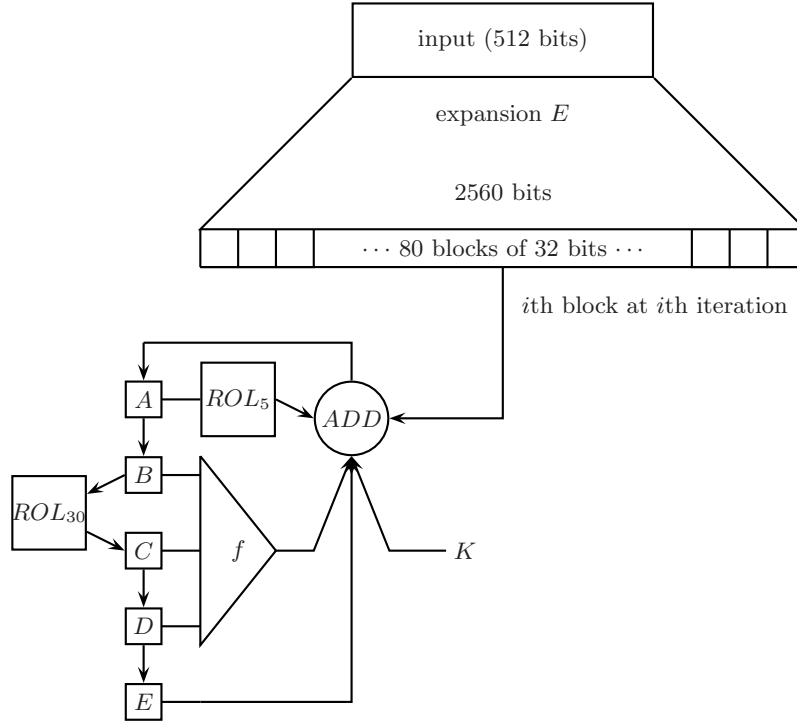 input (512 bits)
expansion E
2560 bits
··· 80 blocks of 32 bits ···
ith block at ith iteration
A
ROL₅
ADD
B
ROL₃₀
C
f
K
D
E